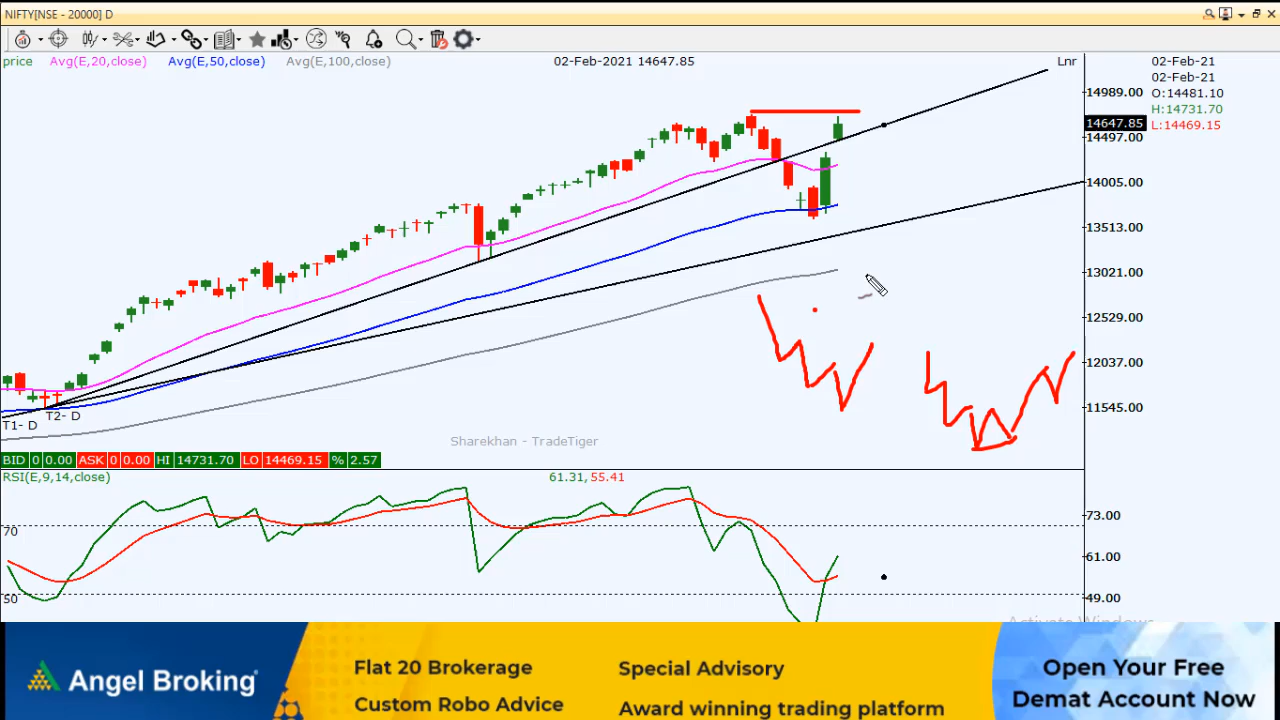 NIFTY[NSE - 20000] D
price Avg(E,20,close) Avg(E,50,close) Avg(E,100,close) 02-Feb-2021 14647.85 Lnr 02-Feb-21
02-Feb-21
O:14481.10
H:14731.70
L:14469.15
14989.00
14647.85
14497.00
14005.00
13513.00
13021.00
12529.00
12037.00
11545.00
T1- D T2- D
Sharekhan - TradeTiger
BID 0 0.00 ASK 0 0.00 HI 14731.70 LO 14469.15 % 2.57
RSI(E,9,14,close) 61.31, 55.41
70 73.00
61.00
50 49.00
Activate Windows
Angel Broking
Flat 20 Brokerage Special Advisory
Custom Robo Advice Award winning trading platform
Open Your Free
Demat Account Now